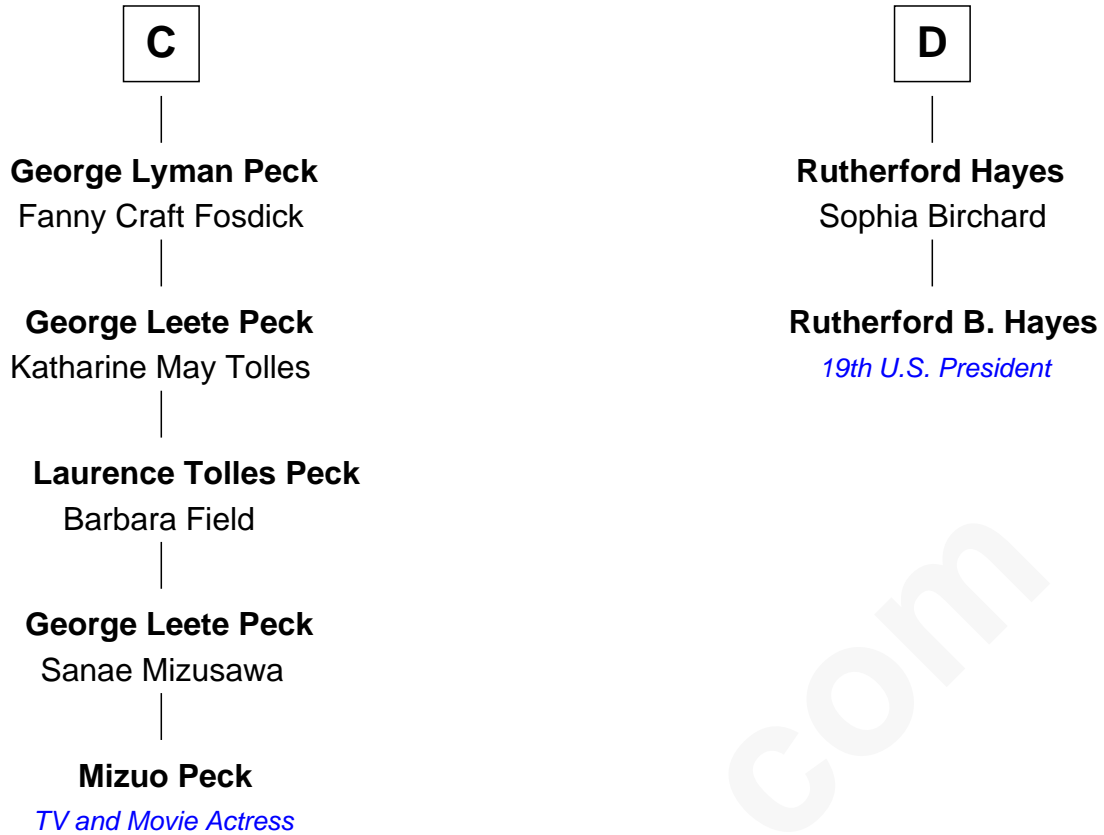 C
George Lyman Peck
Fanny Craft Fosdick
George Leete Peck
Katharine May Tolles
Laurence Tolles Peck
Barbara Field
George Leete Peck
Sanae Mizusawa
Mizuo Peck
TV and Movie Actress
D
Rutherford Hayes
Sophia Birchard
Rutherford B. Hayes
19th U.S. President
com